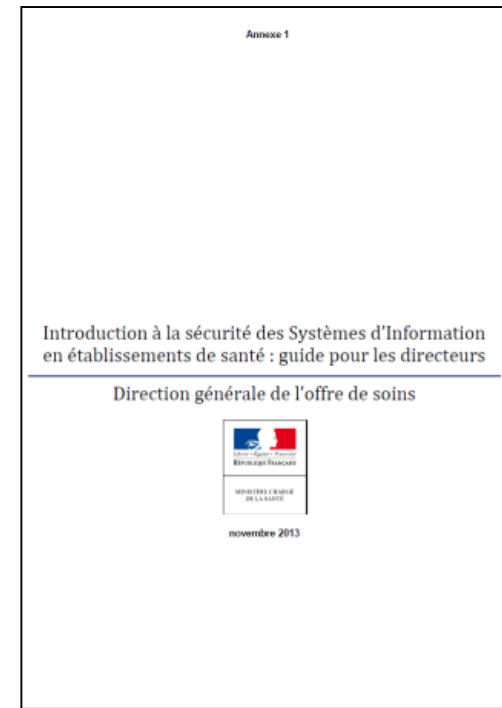 Annexe 1
Introduction à la sécurité des Systèmes d'Information
en établissements de santé : guide pour les directeurs
Direction générale de l'offre de soins
Liberté • Égalité • Fraternité
RÉPUBLIQUE FRANÇAISE
MINISTÈRE CHARGÉ
DE LA SANTÉ
novembre 2013